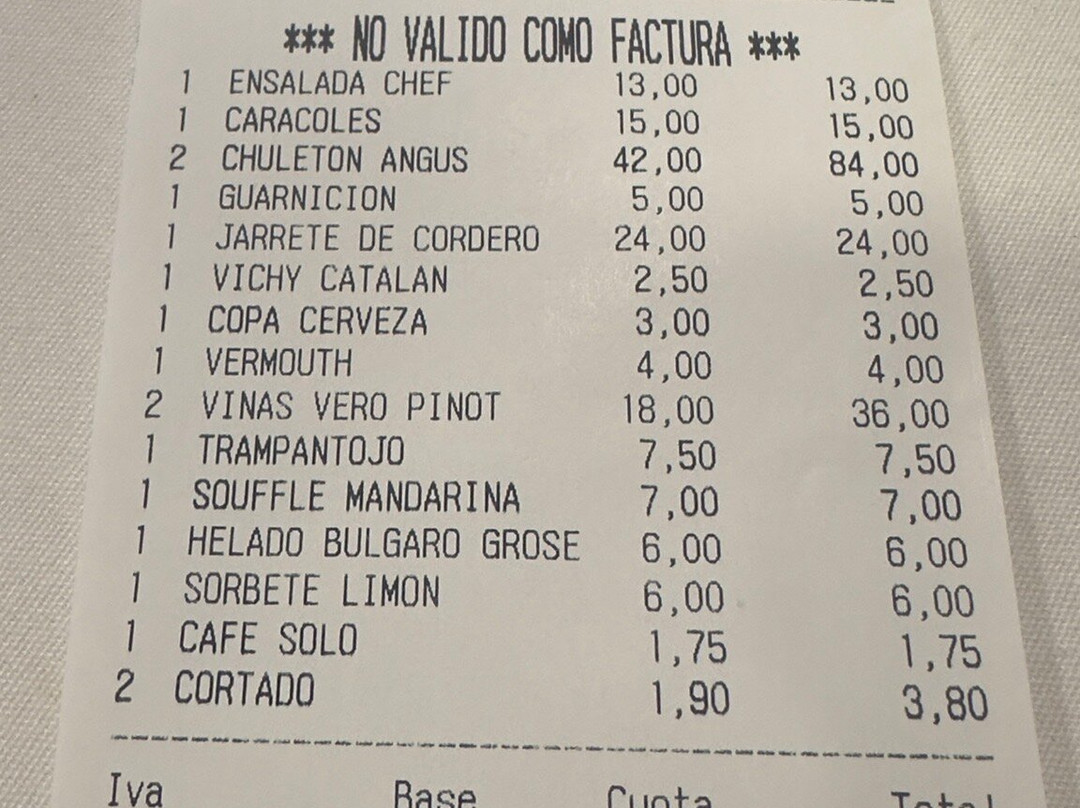 *** NO VALIDO COMO FACTURA ***
1 ENSALADA CHEF 13,00 13,00
1 CARACOLES 15,00 15,00
2 CHULETON ANGUS 42,00 84,00
1 GUARNICION 5,00 5,00
1 JARRETE DE CORDERO 24,00 24,00
1 VICHY CATALAN 2,50 2,50
1 COPA CERVEZA 3,00 3,00
1 VERMOUTH 4,00 4,00
2 VINAS VERO PINOT 18,00 36,00
1 TRAMPANTOJO 7,50 7,50
1 SOUFFLE MANDARINA 7,00 7,00
1 HELADO BULGARO GROSE 6,00 6,00
1 SORBETE LIMON 6,00 6,00
1 CAFE SOLO 1,75 1,75
2 CORTADO 1,90 3,80
Iva Base Cuota Total